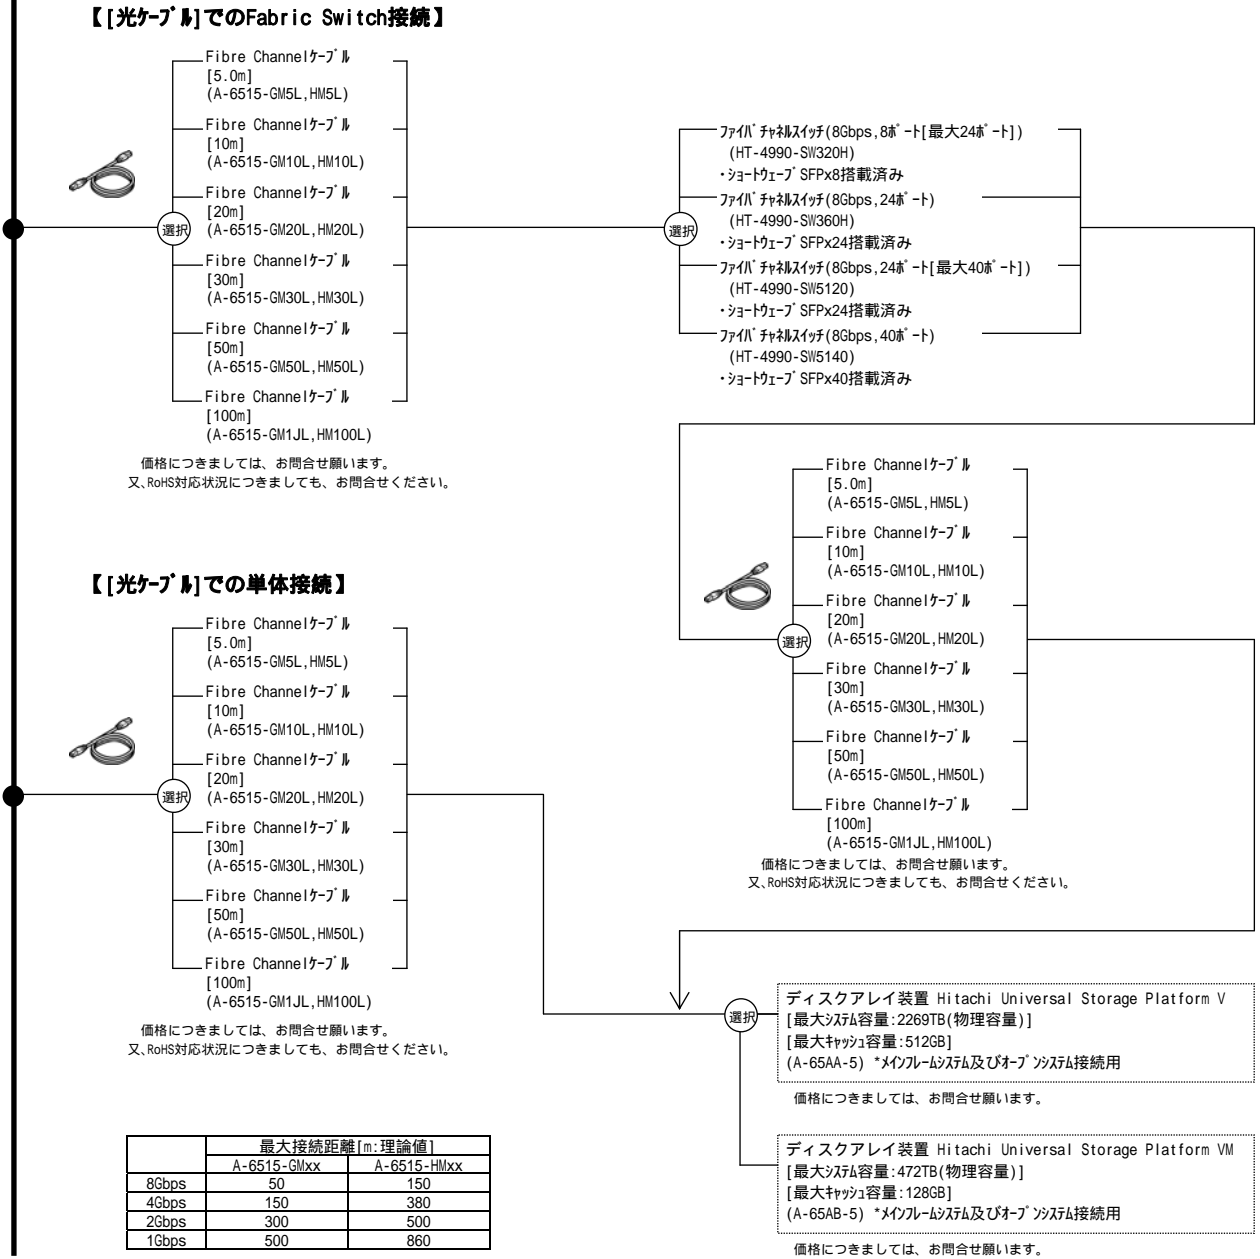 【[光ｹｰﾌﾞﾙ]でのFabric Switch接続】
Fibre Channelｹｰﾌﾞﾙ
[5.0m]
(A-6515-GM5L,HM5L)
Fibre Channelｹｰﾌﾞﾙ
[10m]
(A-6515-GM10L,HM10L)
Fibre Channelｹｰﾌﾞﾙ
[20m]
選択
(A-6515-GM20L,HM20L)
Fibre Channelｹｰﾌﾞﾙ
[30m]
(A-6515-GM30L,HM30L)
Fibre Channelｹｰﾌﾞﾙ
[50m]
(A-6515-GM50L,HM50L)
Fibre Channelｹｰﾌﾞﾙ
[100m]
(A-6515-GM1JL,HM100L)
価格につきましては、お問合せ願います。
又、RoHS対応状況につきましても、お問合せください。
選択
ﾌｧｲﾊﾞﾁｬﾈﾙｽｲｯﾁ(8Gbps,8ﾎﾟｰﾄ[最大24ﾎﾟｰﾄ])
(HT-4990-SW320H)
・ｼｮｰﾄｳｪｰﾌﾞSFPx8搭載済み
ﾌｧｲﾊﾞﾁｬﾈﾙｽｲｯﾁ(8Gbps,24ﾎﾟｰﾄ)
(HT-4990-SW360H)
・ｼｮｰﾄｳｪｰﾌﾞSFPx24搭載済み
ﾌｧｲﾊﾞﾁｬﾈﾙｽｲｯﾁ(8Gbps,24ﾎﾟｰﾄ[最大40ﾎﾟｰﾄ])
(HT-4990-SW5120)
・ｼｮｰﾄｳｪｰﾌﾞSFPx24搭載済み
ﾌｧｲﾊﾞﾁｬﾈﾙｽｲｯﾁ(8Gbps,40ﾎﾟｰﾄ)
(HT-4990-SW5140)
・ｼｮｰﾄｳｪｰﾌﾞSFPx40搭載済み
Fibre Channelｹｰﾌﾞﾙ
[5.0m]
(A-6515-GM5L,HM5L)
Fibre Channelｹｰﾌﾞﾙ
[10m]
(A-6515-GM10L,HM10L)
Fibre Channelｹｰﾌﾞﾙ
[20m]
選択
(A-6515-GM20L,HM20L)
Fibre Channelｹｰﾌﾞﾙ
[30m]
(A-6515-GM30L,HM30L)
Fibre Channelｹｰﾌﾞﾙ
[50m]
(A-6515-GM50L,HM50L)
Fibre Channelｹｰﾌﾞﾙ
[100m]
(A-6515-GM1JL,HM100L)
価格につきましては、お問合せ願います。
又、RoHS対応状況につきましても、お問合せください。
【[光ｹｰﾌﾞﾙ]での単体接続】
Fibre Channelｹｰﾌﾞﾙ
[5.0m]
(A-6515-GM5L,HM5L)
Fibre Channelｹｰﾌﾞﾙ
[10m]
(A-6515-GM10L,HM10L)
Fibre Channelｹｰﾌﾞﾙ
[20m]
選択
(A-6515-GM20L,HM20L)
Fibre Channelｹｰﾌﾞﾙ
[30m]
(A-6515-GM30L,HM30L)
Fibre Channelｹｰﾌﾞﾙ
[50m]
(A-6515-GM50L,HM50L)
Fibre Channelｹｰﾌﾞﾙ
[100m]
(A-6515-GM1JL,HM100L)
価格につきましては、お問合せ願います。
又、RoHS対応状況につきましても、お問合せください。
選択
ディスクアレイ装置 Hitachi Universal Storage Platform V
[最大ｼｽﾃﾑ容量:2269TB(物理容量)]
[最大ｷｬｯｼｭ容量:512GB]
(A-65AA-5) *ﾒｲﾝﾌﾚｰﾑｼｽﾃﾑ及びｵｰﾌﾟﾝｼｽﾃﾑ接続用
価格につきましては、お問合せ願います。
ディスクアレイ装置 Hitachi Universal Storage Platform VM
[最大ｼｽﾃﾑ容量:472TB(物理容量)]
[最大ｷｬｯｼｭ容量:128GB]
(A-65AB-5) *ﾒｲﾝﾌﾚｰﾑｼｽﾃﾑ及びｵｰﾌﾟﾝｼｽﾃﾑ接続用
価格につきましては、お問合せ願います。
最大接続距離[m:理論値]
A-6515-GMxx A-6515-HMxx
8Gbps 50 150
4Gbps 150 380
2Gbps 300 500
1Gbps 500 860